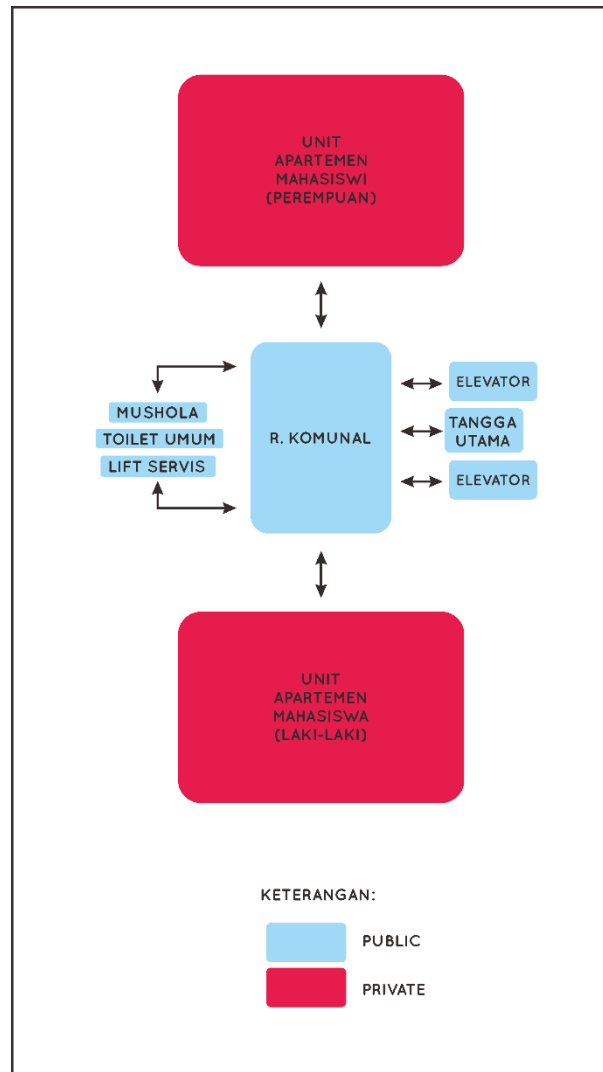 UNIT
APARTEMEN
MAHASISWI
(PEREMPUAN)
MUSHOLA
TOILET UMUM
LIFT SERVIS
R. KOMUNAL
ELEVATOR
TANGGA
UTAMA
ELEVATOR
UNIT
APARTEMEN
MAHASISWA
(LAKI-LAKI)
KETERANGAN:
PUBLIC
PRIVATE